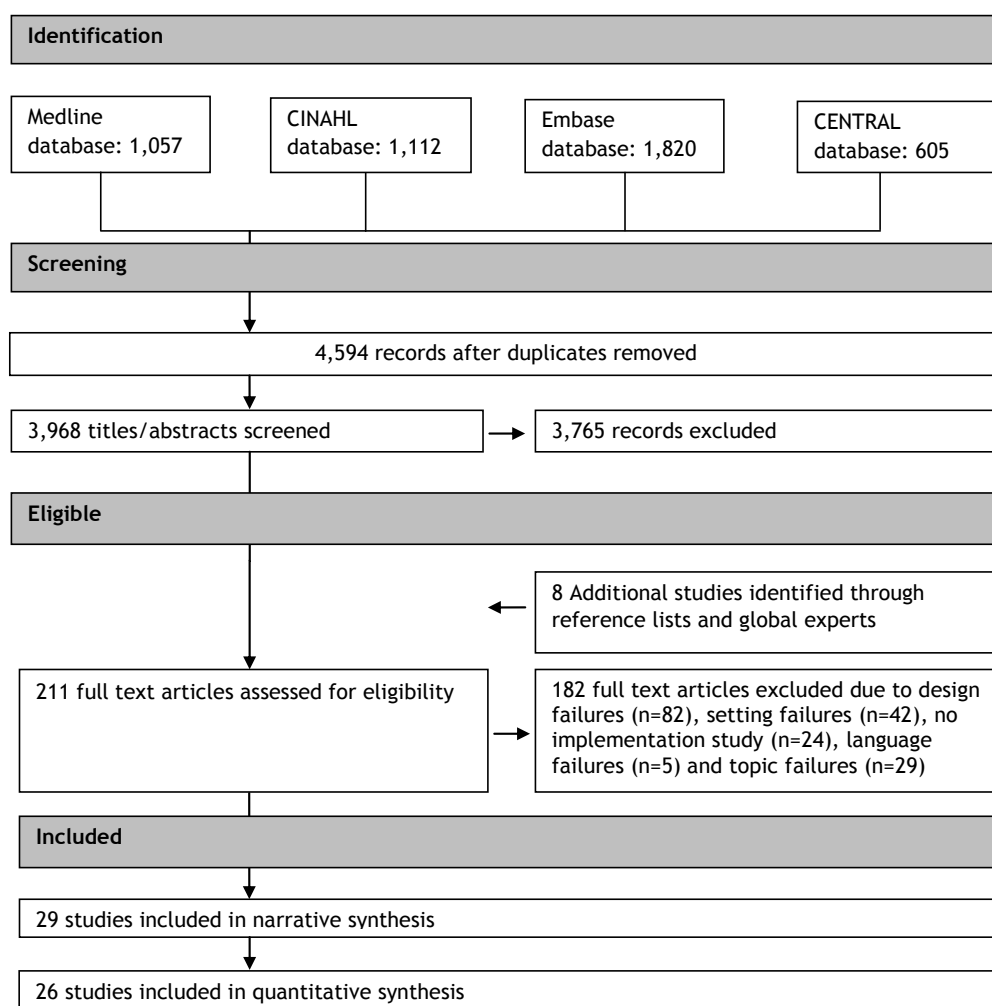 Identification
Medline
database: 1,057
CINAHL
database: 1,112
Embase
database: 1,820
CENTRAL
database: 605
Screening
4,594 records after duplicates removed
3,968 titles/abstracts screened
3,765 records excluded
Eligible
8 Additional studies identified through
reference lists and global experts
211 full text articles assessed for eligibility
182 full text articles excluded due to design
failures (n=82), setting failures (n=42), no
implementation study (n=24), language
failures (n=5) and topic failures (n=29)
Included
29 studies included in narrative synthesis
26 studies included in quantitative synthesis